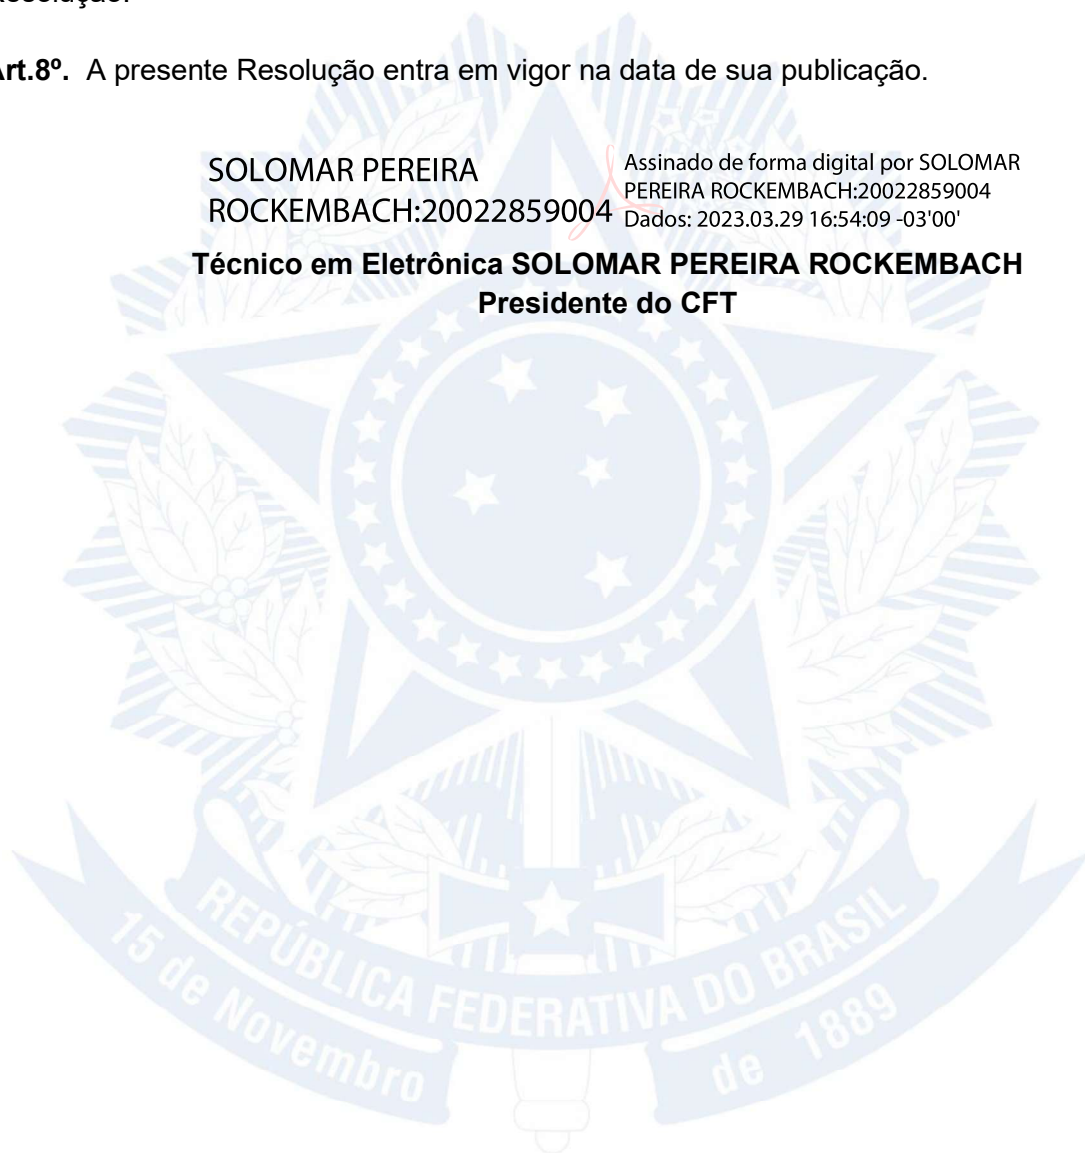 Art.8º. A presente Resolução entra em vigor na data de sua publicação.
SOLOMAR PEREIRA
ROCKEMBACH:20022859004
Assinado de forma digital por SOLOMAR
PEREIRA ROCKEMBACH:20022859004
Dados: 2023.03.29 16:54:09 -03'00'
Técnico em Eletrônica SOLOMAR PEREIRA ROCKEMBACH
Presidente do CFT
REPÚBLICA FEDERATIVA DO BRASIL
15 de Novembro de 1889